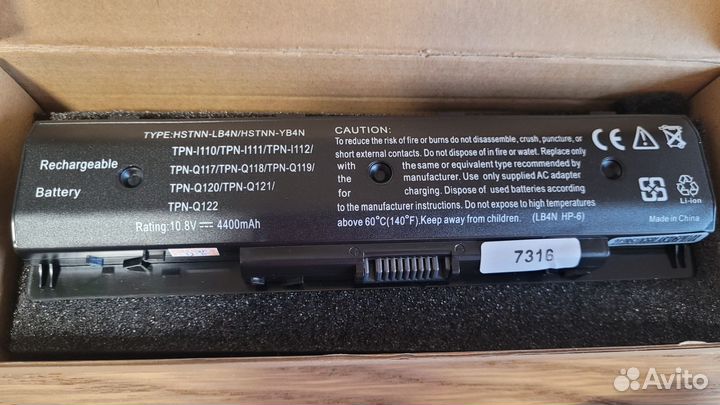 TYPE:HSTNN-LB4N/HSTNN-YB4N
Rechargeable
Battery
TPN-I110/TPN-I111/TPN-I112/
TPN-Q117/TPN-Q118/TPN-Q119/
TPN-Q120/TPN-Q121/
TPN-Q122
Rating:10.8V 4400mAh
CAUTION:
To reduce the risk of fire or burns do not disassemble, crush, puncture, or
short external contacts. Do not dispose of in fire or water. Replace with
the same or equivalent type recommended by
the manufacturer. Use only supplied AC adapter
for charging. Dispose of used batteries according
to manufacturer instructions. Do not expose to temperature
above 60°C(140°F).Keep away from children. (LB4N HP-6)
CE
Li-ion
Made in China
7316
Avito